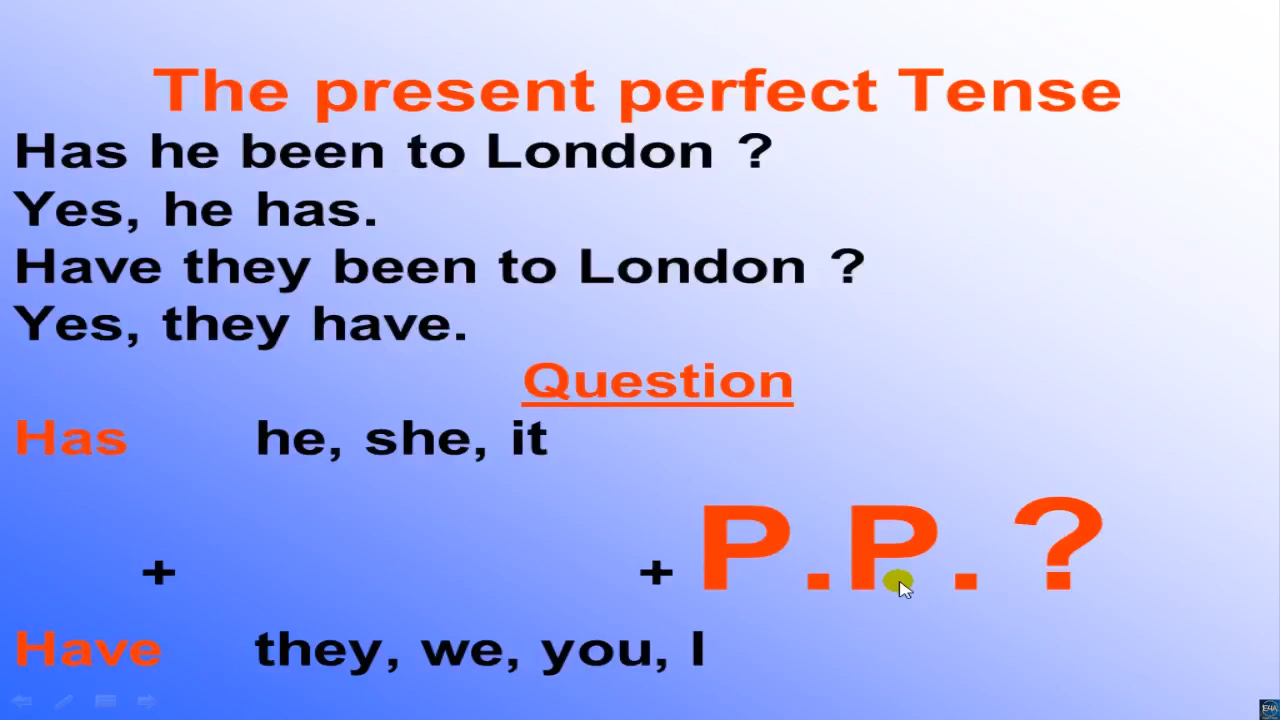 The present perfect Tense
Has he been to London ?
Yes, he has.
Have they been to London ?
Yes, they have.
Question
Has he, she, it
+ + P.P. ?
Have they, we, you, I